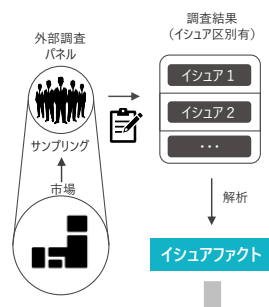 外部調査
パネル
サンプリング
市場
調査結果
(イシュア区別有)
イシュア 1
イシュア 2
・・・
解析
イシュアファクト